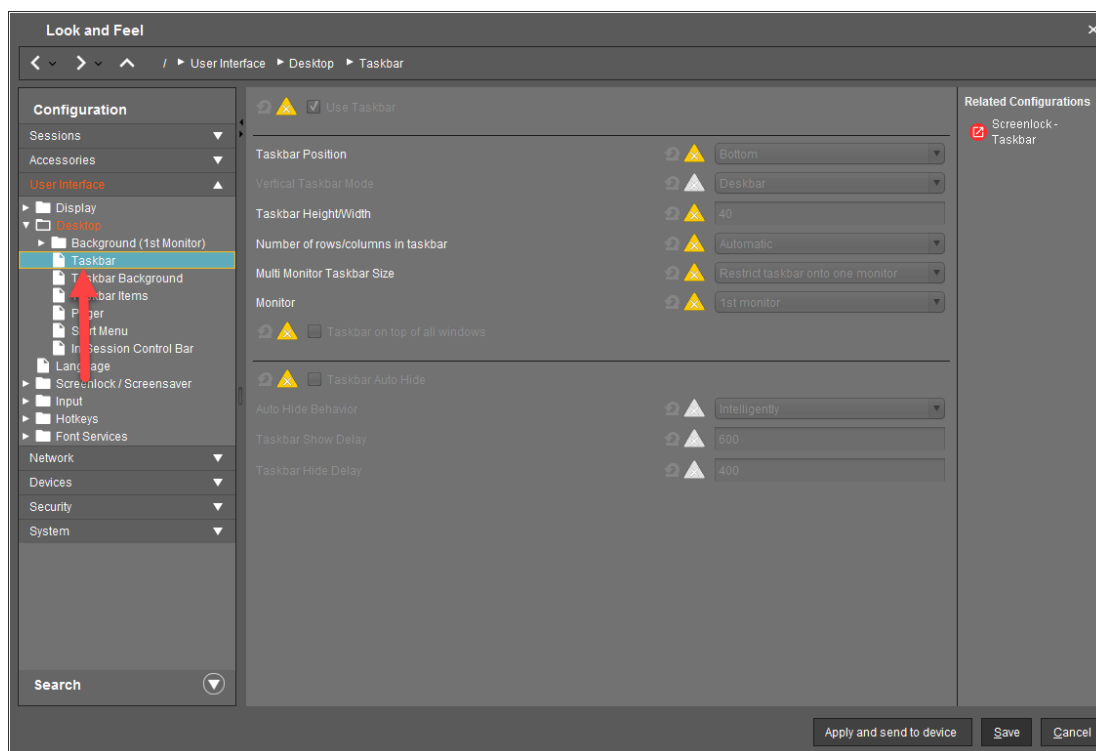 Look and Feel
/ User Interface Desktop Taskbar
Configuration
Sessions
Accessories
User Interface
Display
Desktop
Background (1st Monitor)
Taskbar
Taskbar Background
Items
Menu
Session Control Bar
Language
Screenlock / Screensaver
Input
Hotkeys
Font Services
Network
Devices
Security
System
Search
Use Taskbar
Taskbar Position
Bottom
Vertical Taskbar Mode
Deskbar
Taskbar Height/Width
40
Number of rows/columns in taskbar
Automatic
Multi Monitor Taskbar Size
Restrict taskbar onto one monitor
Monitor
1st monitor
Taskbar on top of all windows
Taskbar Auto Hide
Auto Hide Behavior
Intelligently
Taskbar Show Delay
600
Taskbar Hide Delay
400
Related Configurations
Screenlock -
Taskbar
Apply and send to device
Save
Cancel